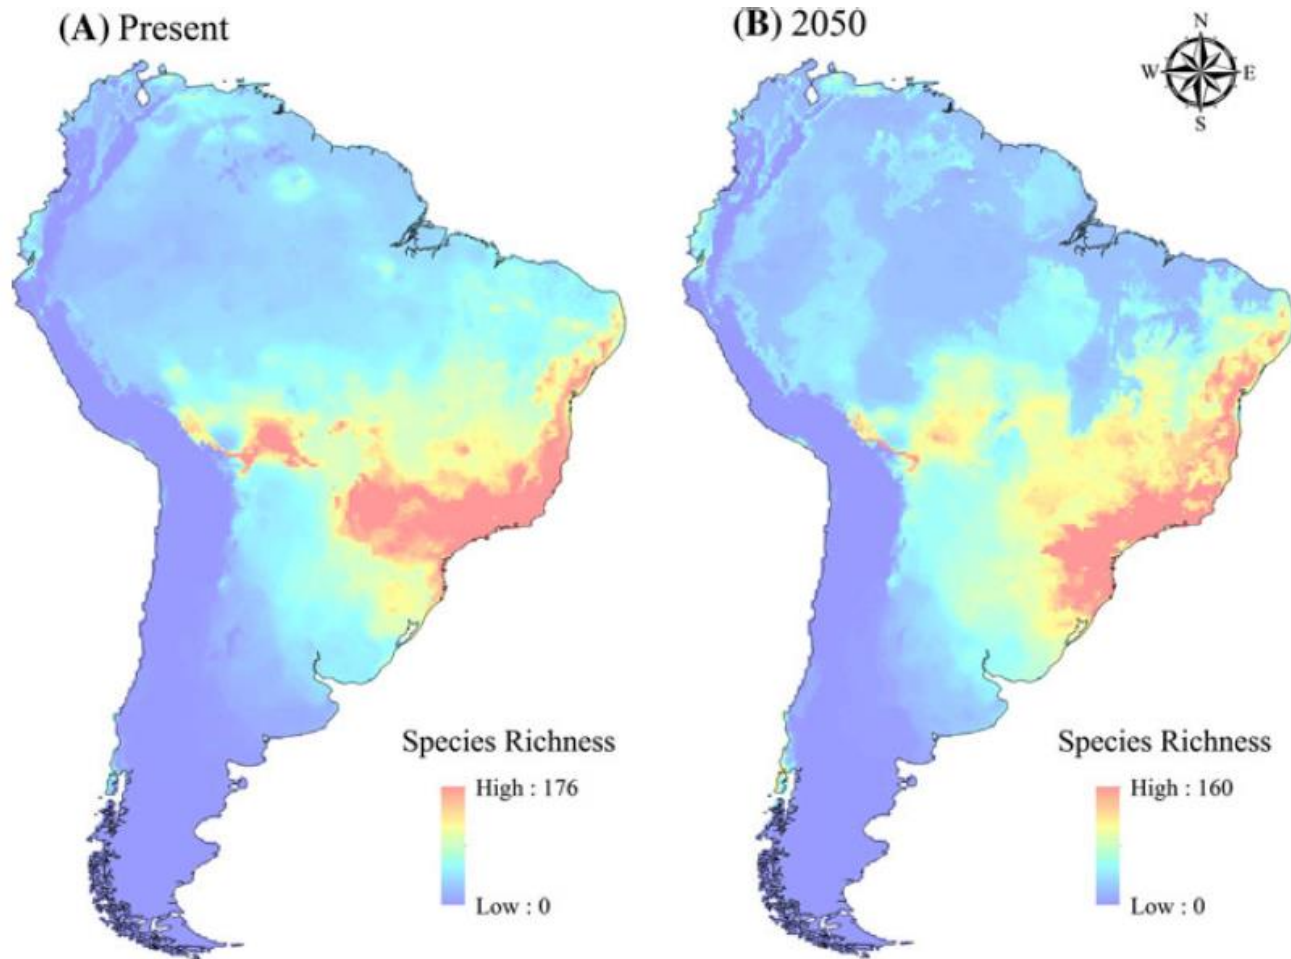 (A) Present
(B) 2050
N
W E
S
Species Richness
High : 176
Low : 0
Species Richness
High : 160
Low : 0